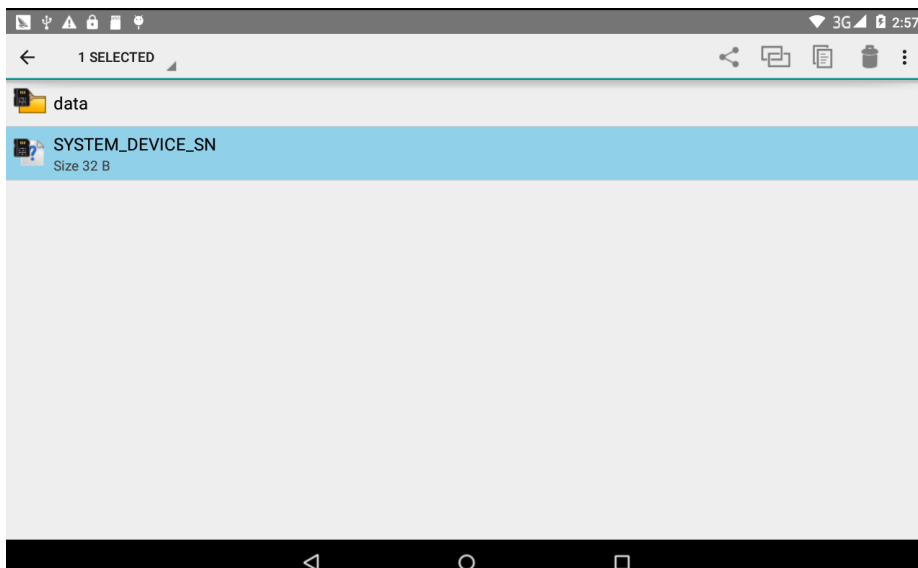 3G 2:57
1 SELECTED
data
SYSTEM_DEVICE_SN
Size 32 B